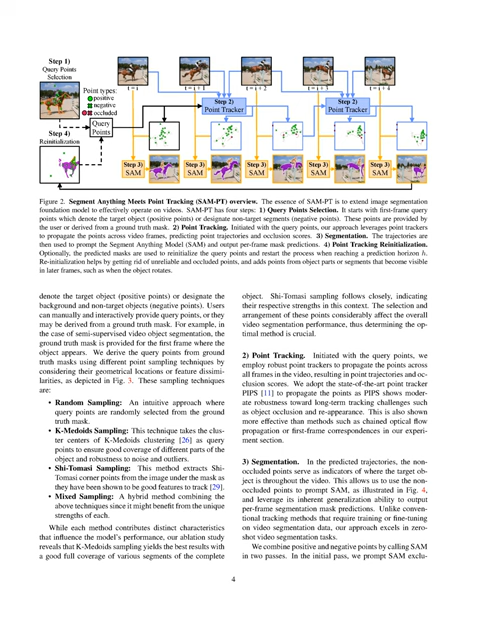 Step 1)
Query Points
Selection
Point types:
positive
negative
occluded
Query
Points
Step 4)
Reinitialization
t = i
t = i + 1
t = i + 2
t = i + 3
t = i + 4
Step 2)
Point Tracker
Step 2)
Point Tracker
Step 3)
SAM
Step 3)
SAM
Step 3)
SAM
Step 3)
SAM
Step 3)
SAM
Figure 2. Segment Anything Meets Point Tracking (SAM-PT) overview. The essence of SAM-PT is to extend image segmentation
foundation model to effectively operate on videos. SAM-PT has four steps: 1) Query Points Selection. It starts with first-frame query
points which denote the target object (positive points) or designate non-target segments (negative points). These points are provided by
the user or derived from a ground truth mask. 2) Point Tracking. Initiated with the query points, our approach leverages point trackers
to propagate the points across video frames, predicting point trajectories and occlusion scores. 3) Segmentation. The trajectories are
then used to prompt the Segment Anything Model (SAM) and output per-frame mask predictions. 4) Point Tracking Reinitialization.
Optionally, the predicted masks are used to reinitialize the query points and restart the process when reaching a prediction horizon h.
Re-initialization helps by getting rid of unreliable and occluded points, and adds points from object parts or segments that become visible
in later frames, such as when the object rotates.
denote the target object (positive points) or designate the
background and non-target objects (negative points). Users
can manually and interactively provide query points, or they
may be derived from a ground truth mask. For example, in
the case of semi-supervised video object segmentation, the
ground truth mask is provided for the first frame where the
object appears. We derive the query points from ground
truth masks using different point sampling techniques by
considering their geometrical locations or feature dissimi-
larities, as depicted in Fig. 3. These sampling techniques
are:
• Random Sampling: An intuitive approach where
query points are randomly selected from the ground
truth mask.
• K-Medoids Sampling: This technique takes the clus-
ter centers of K-Medoids clustering [26] as query
points to ensure good coverage of different parts of the
object and robustness to noise and outliers.
• Shi-Tomasi Sampling: This method extracts Shi-
Tomasi corner points from the image under the mask as
they have been shown to be good features to track [29].
• Mixed Sampling: A hybrid method combining the
above techniques since it might benefit from the unique
strengths of each.
While each method contributes distinct characteristics
that influence the model's performance, our ablation study
reveals that K-Medoids sampling yields the best results with
a good full coverage of various segments of the complete
object. Shi-Tomasi sampling follows closely, indicating
their respective strengths in this context. The selection and
arrangement of these points considerably affect the overall
video segmentation performance, thus determining the op-
timal method is crucial.
2) Point Tracking. Initiated with the query points, we
employ robust point trackers to propagate the points across
all frames in the video, resulting in point trajectories and oc-
clusion scores. We adopt the state-of-the-art point tracker
PIPS [11] to propagate the points as PIPS shows moder-
ate robustness toward long-term tracking challenges such
as object occlusion and re-appearance. This is also shown
more effective than methods such as chained optical flow
propagation or first-frame correspondences in our experi-
ment section.
3) Segmentation. In the predicted trajectories, the non-
occluded points serve as indicators of where the target ob-
ject is throughout the video. This allows us to use the non-
occluded points to prompt SAM, as illustrated in Fig. 4,
and leverage its inherent generalization ability to output
per-frame segmentation mask predictions. Unlike conven-
tional tracking methods that require training or fine-tuning
on video segmentation data, our approach excels in zero-
shot video segmentation tasks.
We combine positive and negative points by calling SAM
in two passes. In the initial pass, we prompt SAM exclu-
4